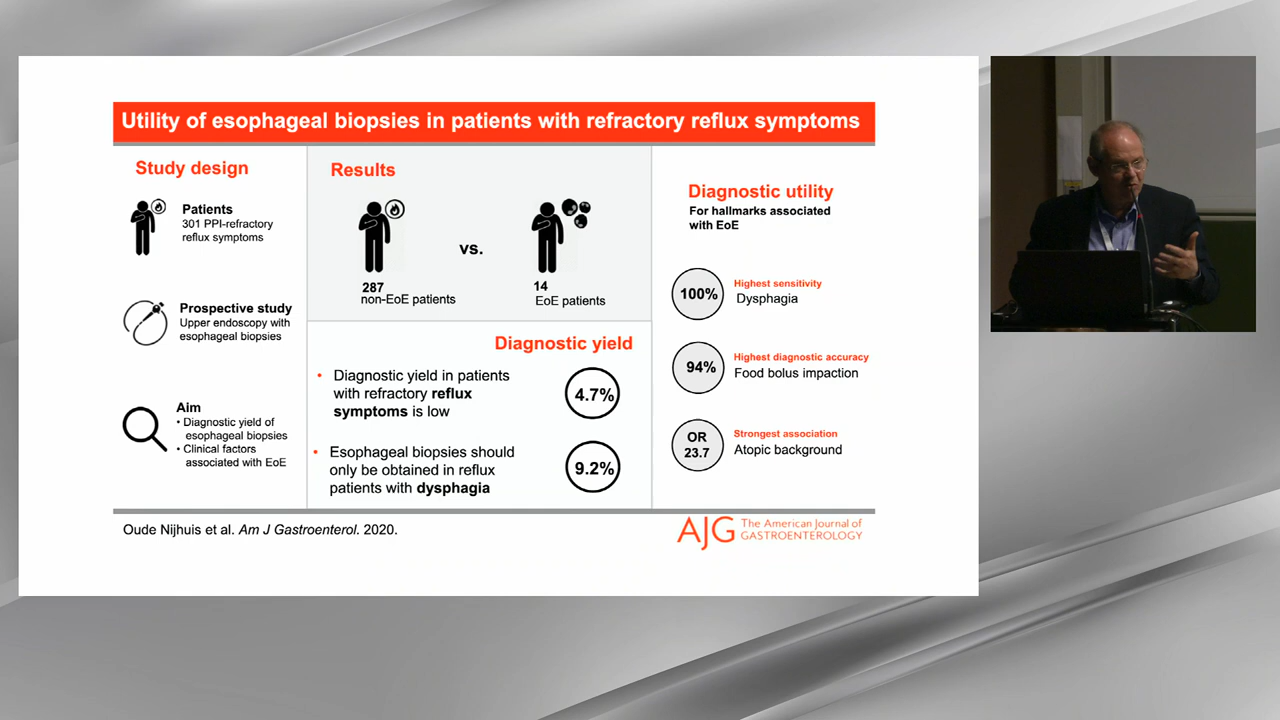 Utility of esophageal biopsies in patients with refractory reflux symptoms
Study design
Patients
301 PPI-refractory
reflux symptoms
Prospective study
Upper endoscopy with
esophageal biopsies
Aim
• Diagnostic yield of
esophageal biopsies
• Clinical factors
associated with EoE
Results
vs.
287
non-EoE patients
14
EoE patients
Diagnostic yield
• Diagnostic yield in patients
with refractory reflux
symptoms is low
4.7%
• Esophageal biopsies should
only be obtained in reflux
patients with dysphagia
9.2%
Diagnostic utility
For hallmarks associated
with EoE
100%
Highest sensitivity
Dysphagia
94%
Highest diagnostic accuracy
Food bolus impaction
OR
23.7
Strongest association
Atopic background
Oude Nijhuis et al. Am J Gastroenterol. 2020.
AJG
The American Journal of
GASTROENTEROLOGY